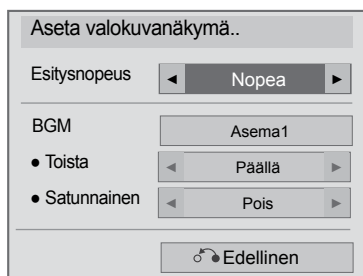 Aseta valokuvanäkymä..
Esitysnopeus ◄ Nopea ►
BGM Asema1
● Toista ◄ Päällä ►
● Satunnainen ◄ Pois ►
Edellinen